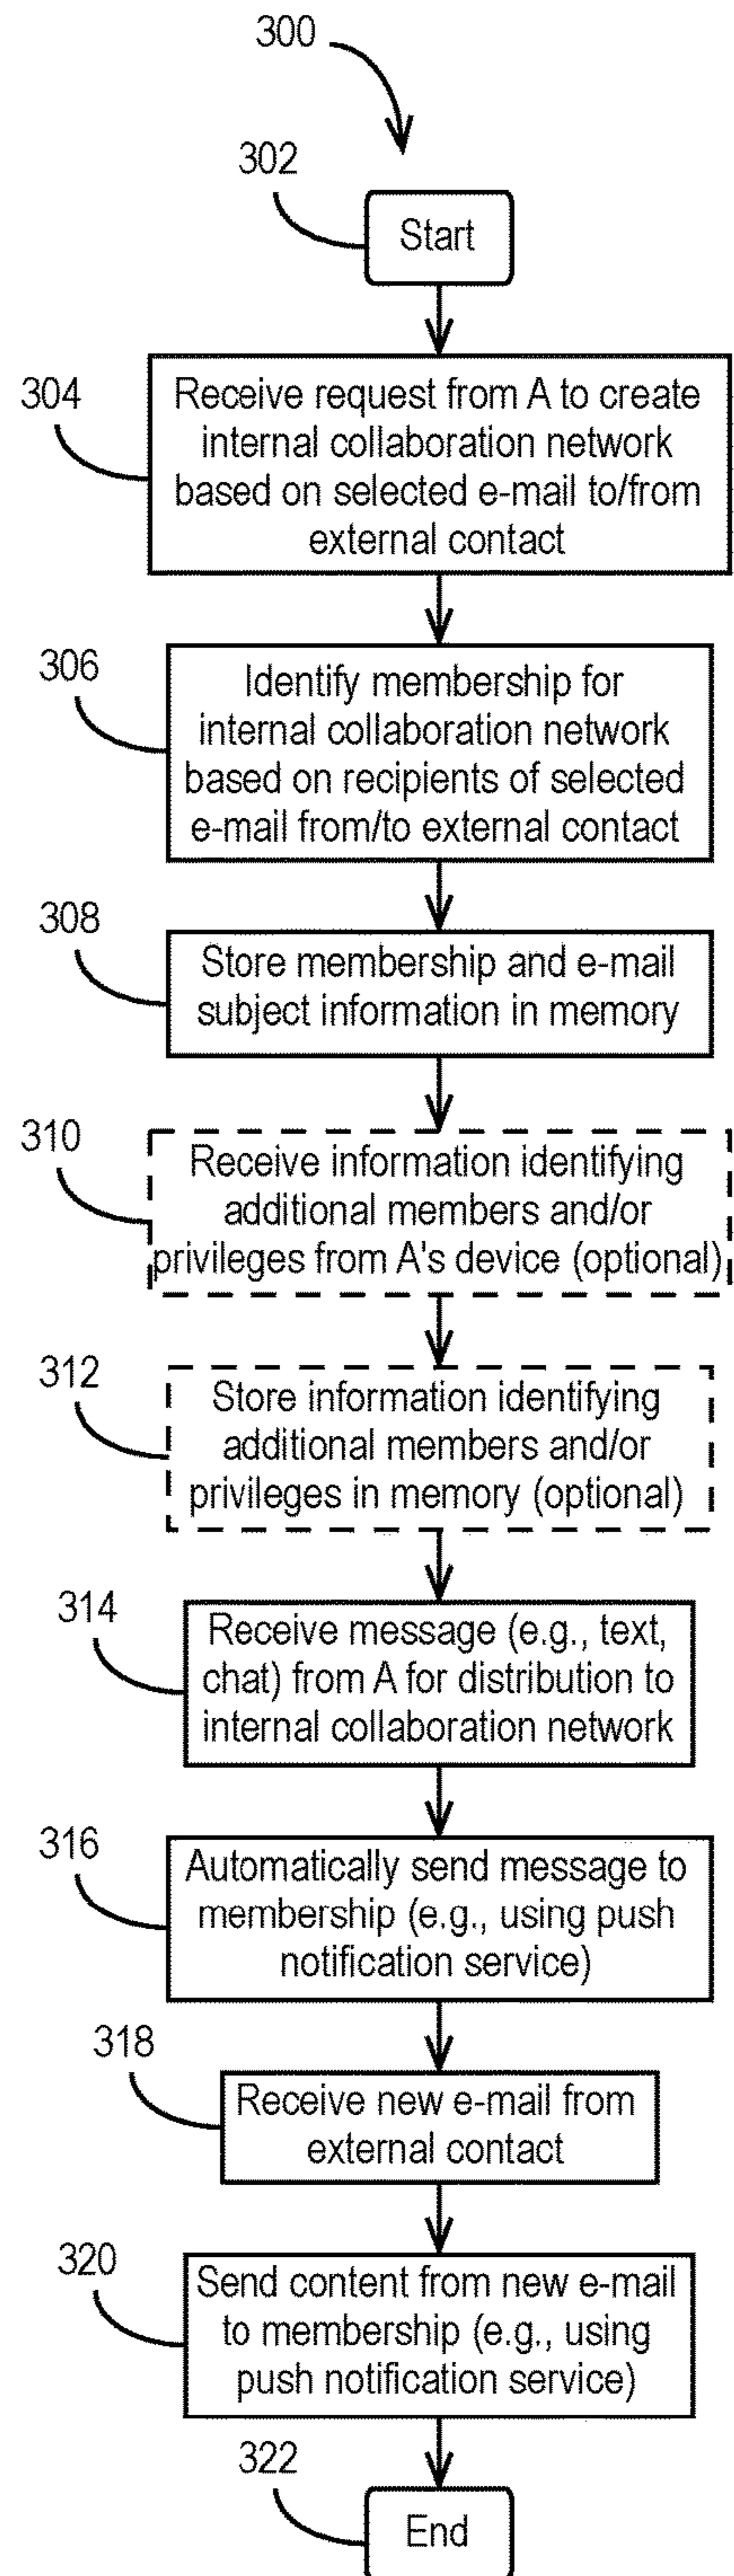 300
302
Start
304
Receive request from A to create
internal collaboration network
based on selected e-mail to/from
external contact
306
Identify membership for
internal collaboration network
based on recipients of selected
e-mail from/to external contact
308
Store membership and e-mail
subject information in memory
310
Receive information identifying
additional members and/or
privileges from A's device (optional)
312
Store information identifying
additional members and/or
privileges in memory (optional)
314
Receive message (e.g., text,
chat) from A for distribution to
internal collaboration network
316
Automatically send message to
membership (e.g., using push
notification service)
318
Receive new e-mail from
external contact
320
Send content from new e-mail
to membership (e.g., using
push notification service)
322
End